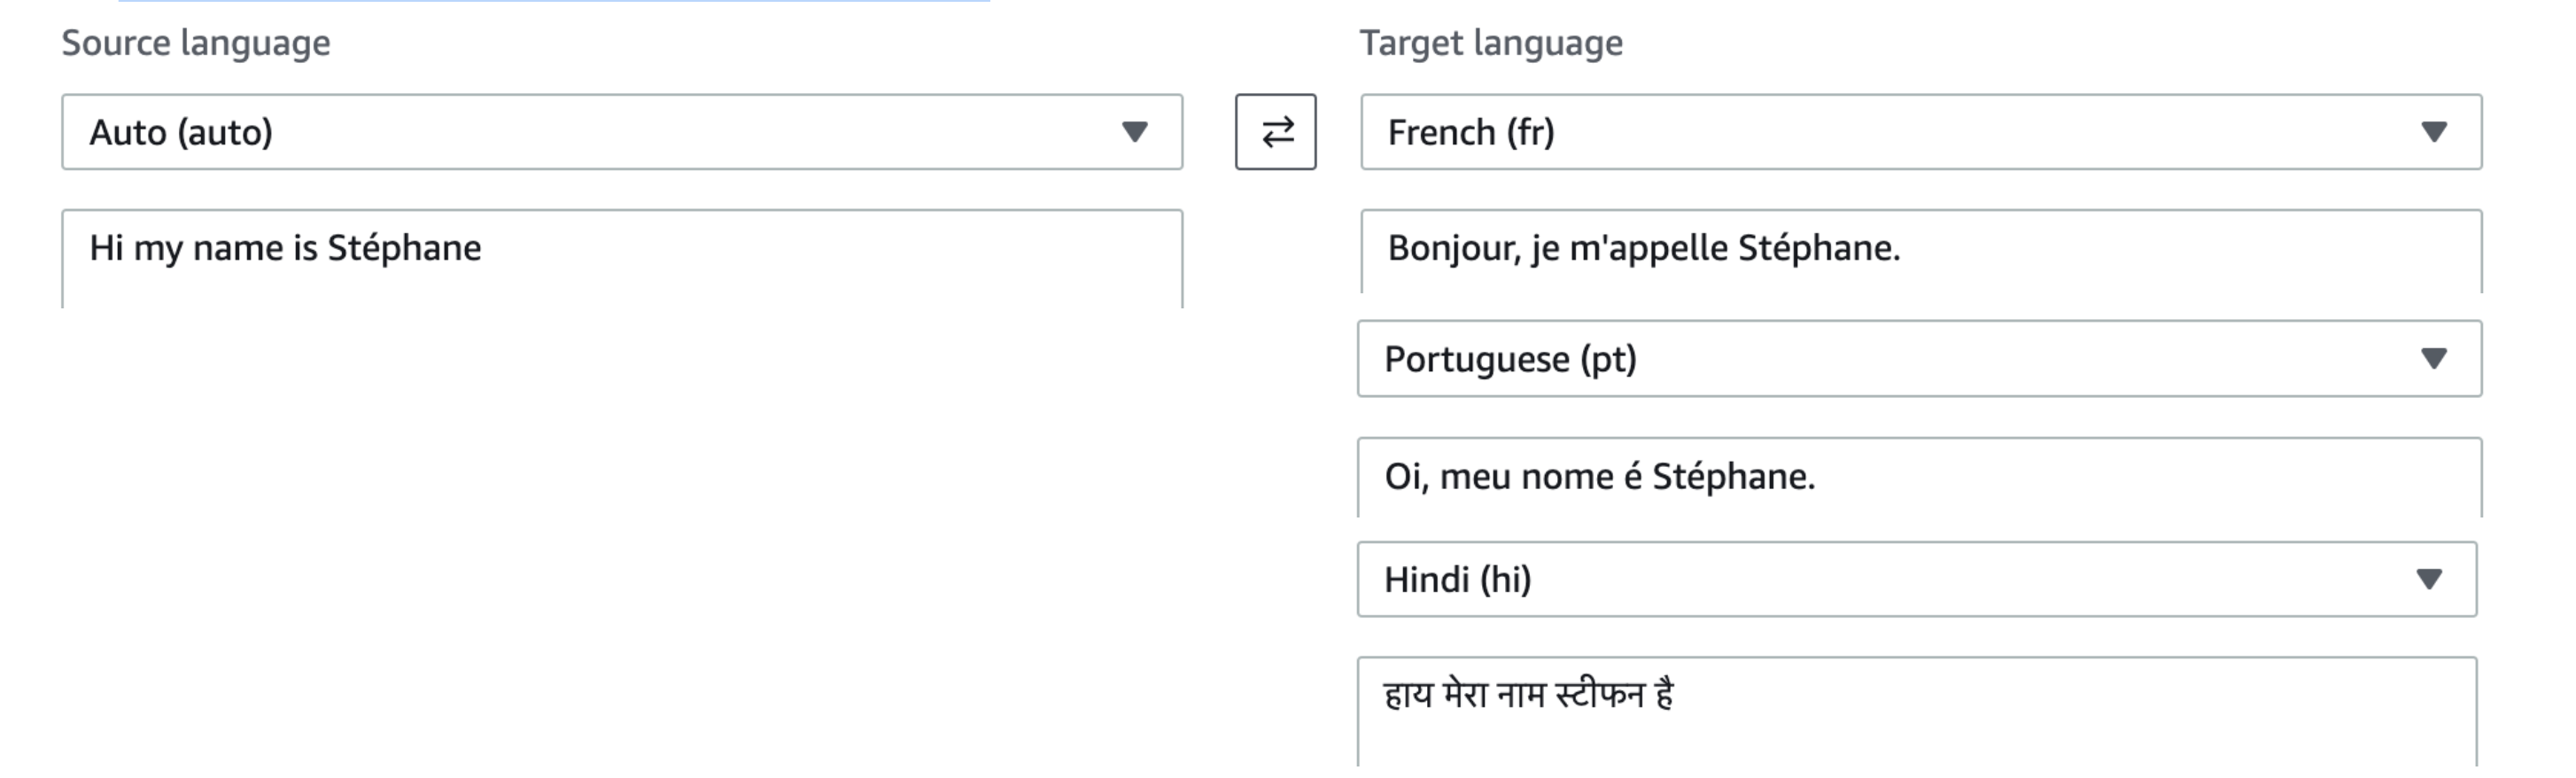 Source language
Target language
Auto (auto)
French (fr)
Hi my name is Stéphane
Bonjour, je m'appelle Stéphane.
Portuguese (pt)
Oi, meu nome é Stéphane.
Hindi (hi)
हाय मेरा नाम स्टीफन है